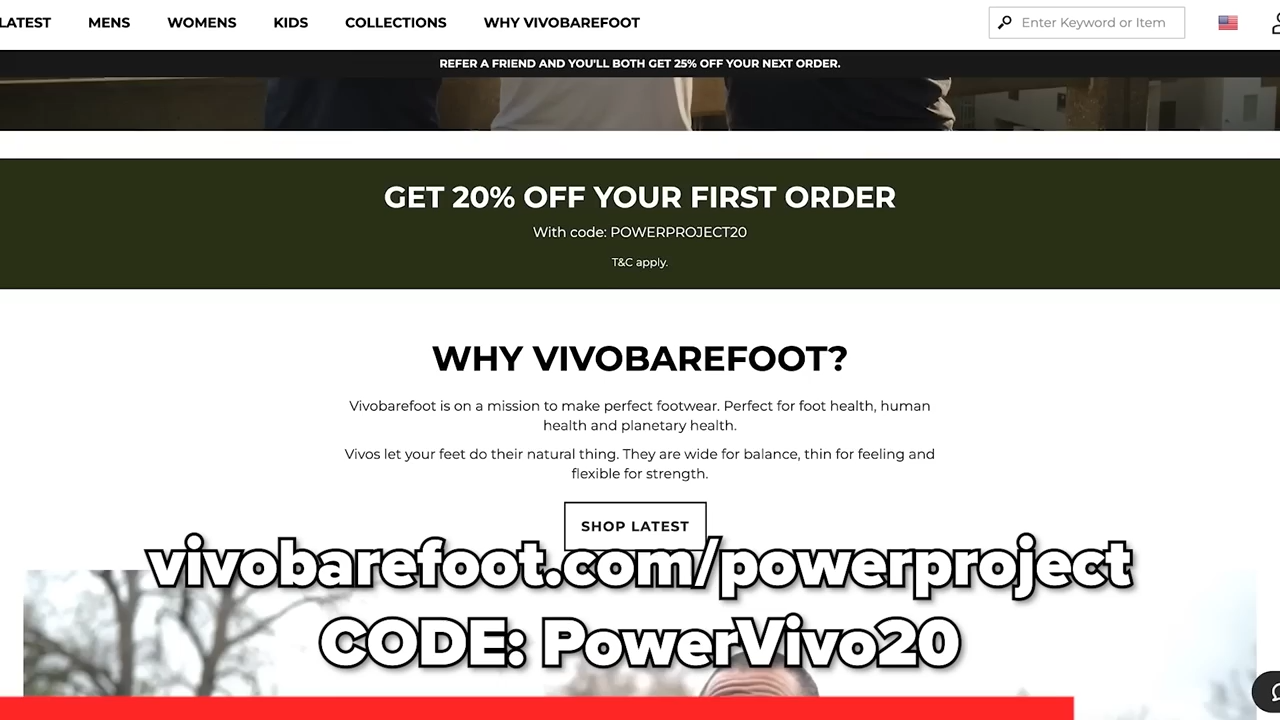 LATEST MENS WOMENS KIDS COLLECTIONS WHY VIVOBAREFOOT Enter Keyword or Item
REFER A FRIEND AND YOU'LL BOTH GET 25% OFF YOUR NEXT ORDER.
GET 20% OFF YOUR FIRST ORDER
With code: POWERPROJECT20
T&C apply.
WHY VIVOBAREFOOT?
Vivobarefoot is on a mission to make perfect footwear. Perfect for foot health, human
health and planetary health.
Vivos let your feet do their natural thing. They are wide for balance, thin for feeling and
flexible for strength.
SHOP LATEST
vivobarefoot.com/powerproject
CODE: PowerVivo20